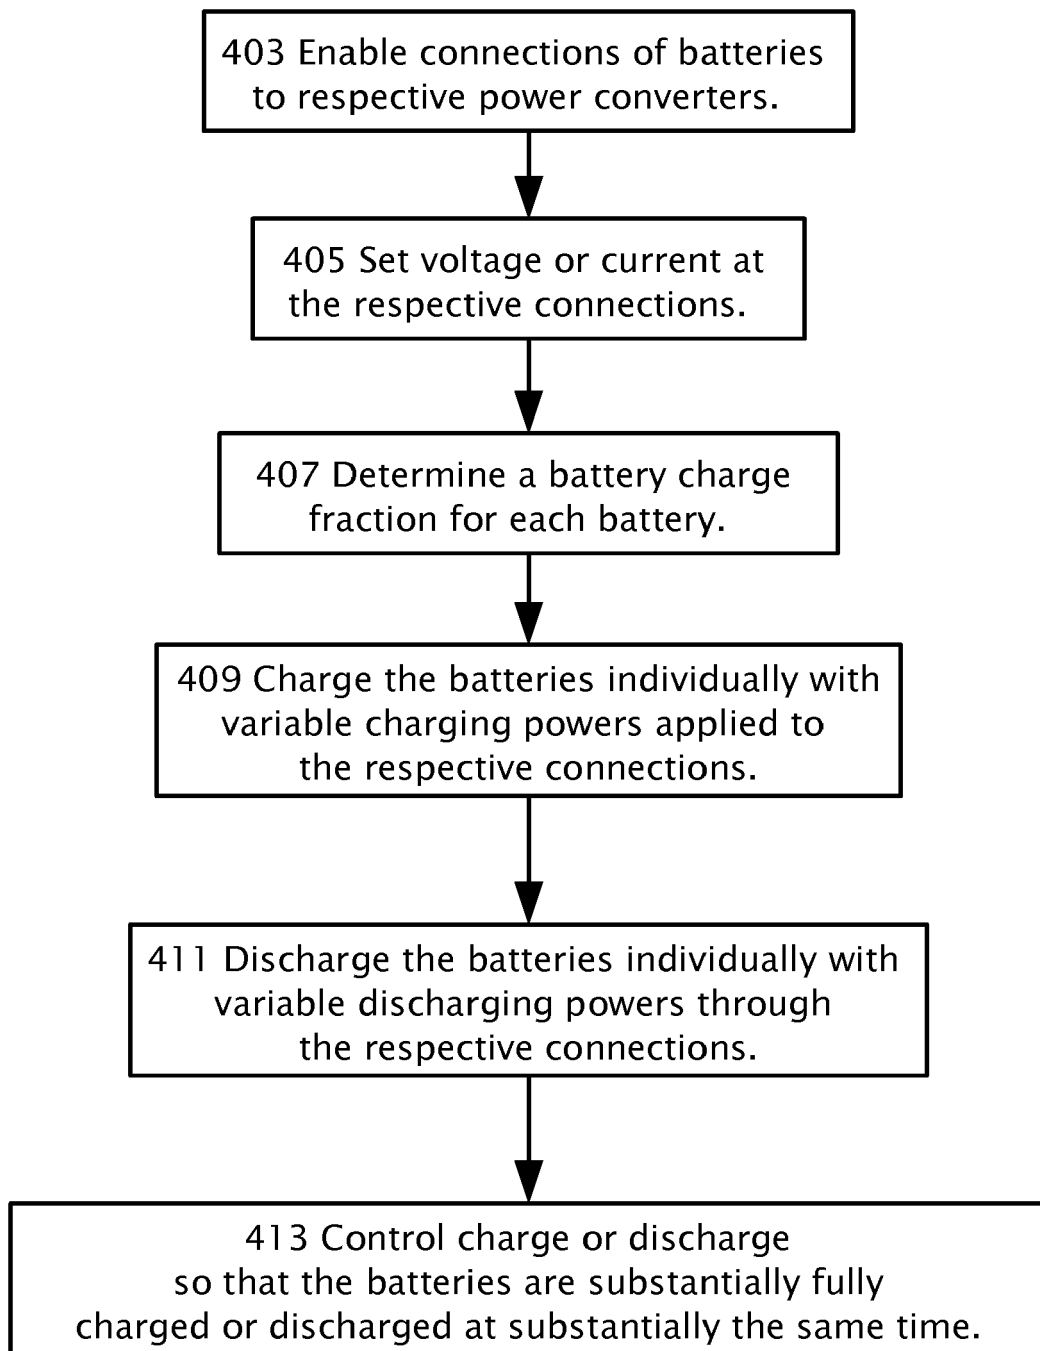 403 Enable connections of batteries
to respective power converters.
405 Set voltage or current at
the respective connections.
407 Determine a battery charge
fraction for each battery.
409 Charge the batteries individually with
variable charging powers applied to
the respective connections.
411 Discharge the batteries individually with
variable discharging powers through
the respective connections.
413 Control charge or discharge
so that the batteries are substantially fully
charged or discharged at substantially the same time.